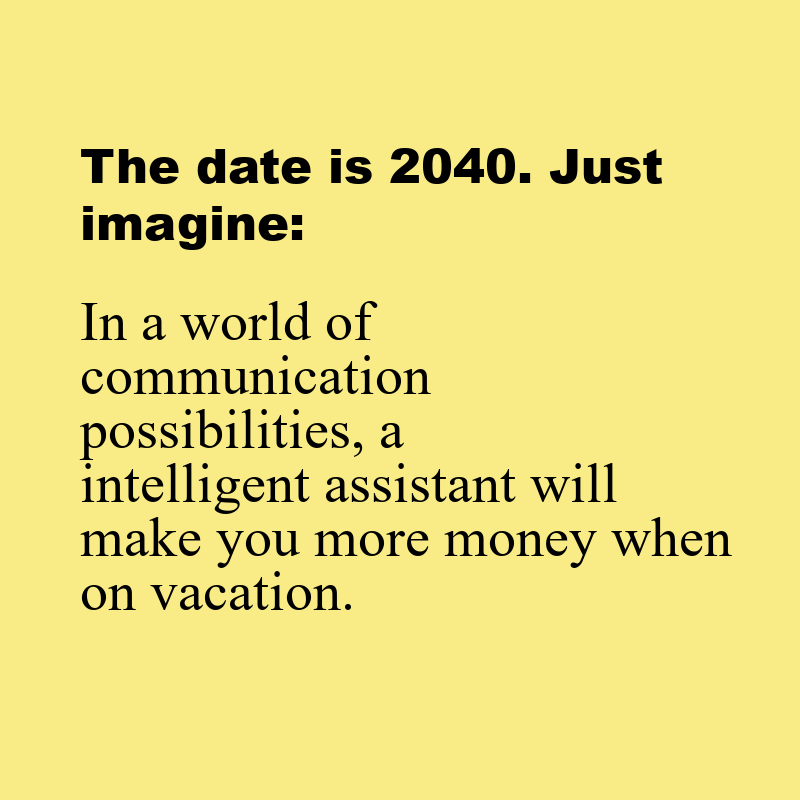 The date is 2040. Just
imagine:
In a world of
communication
possibilities, a
intelligent assistant will
make you more money when
on vacation.